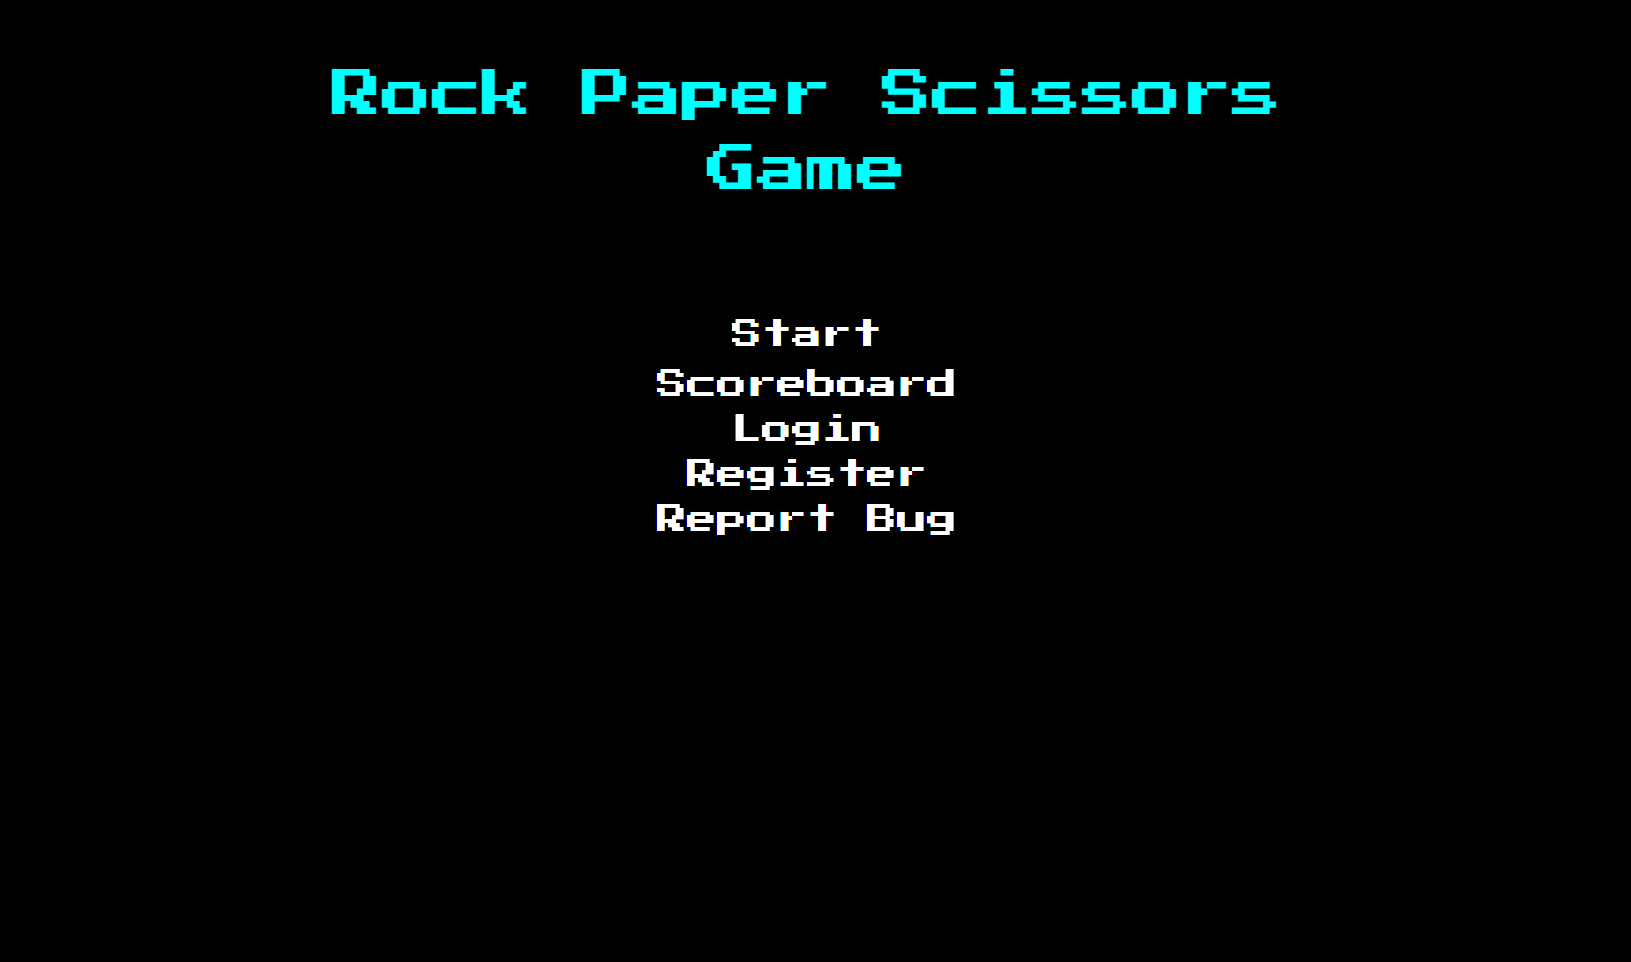 Rock Paper Scissors
Game
Start
Scoreboard
Login
Register
Report Bug